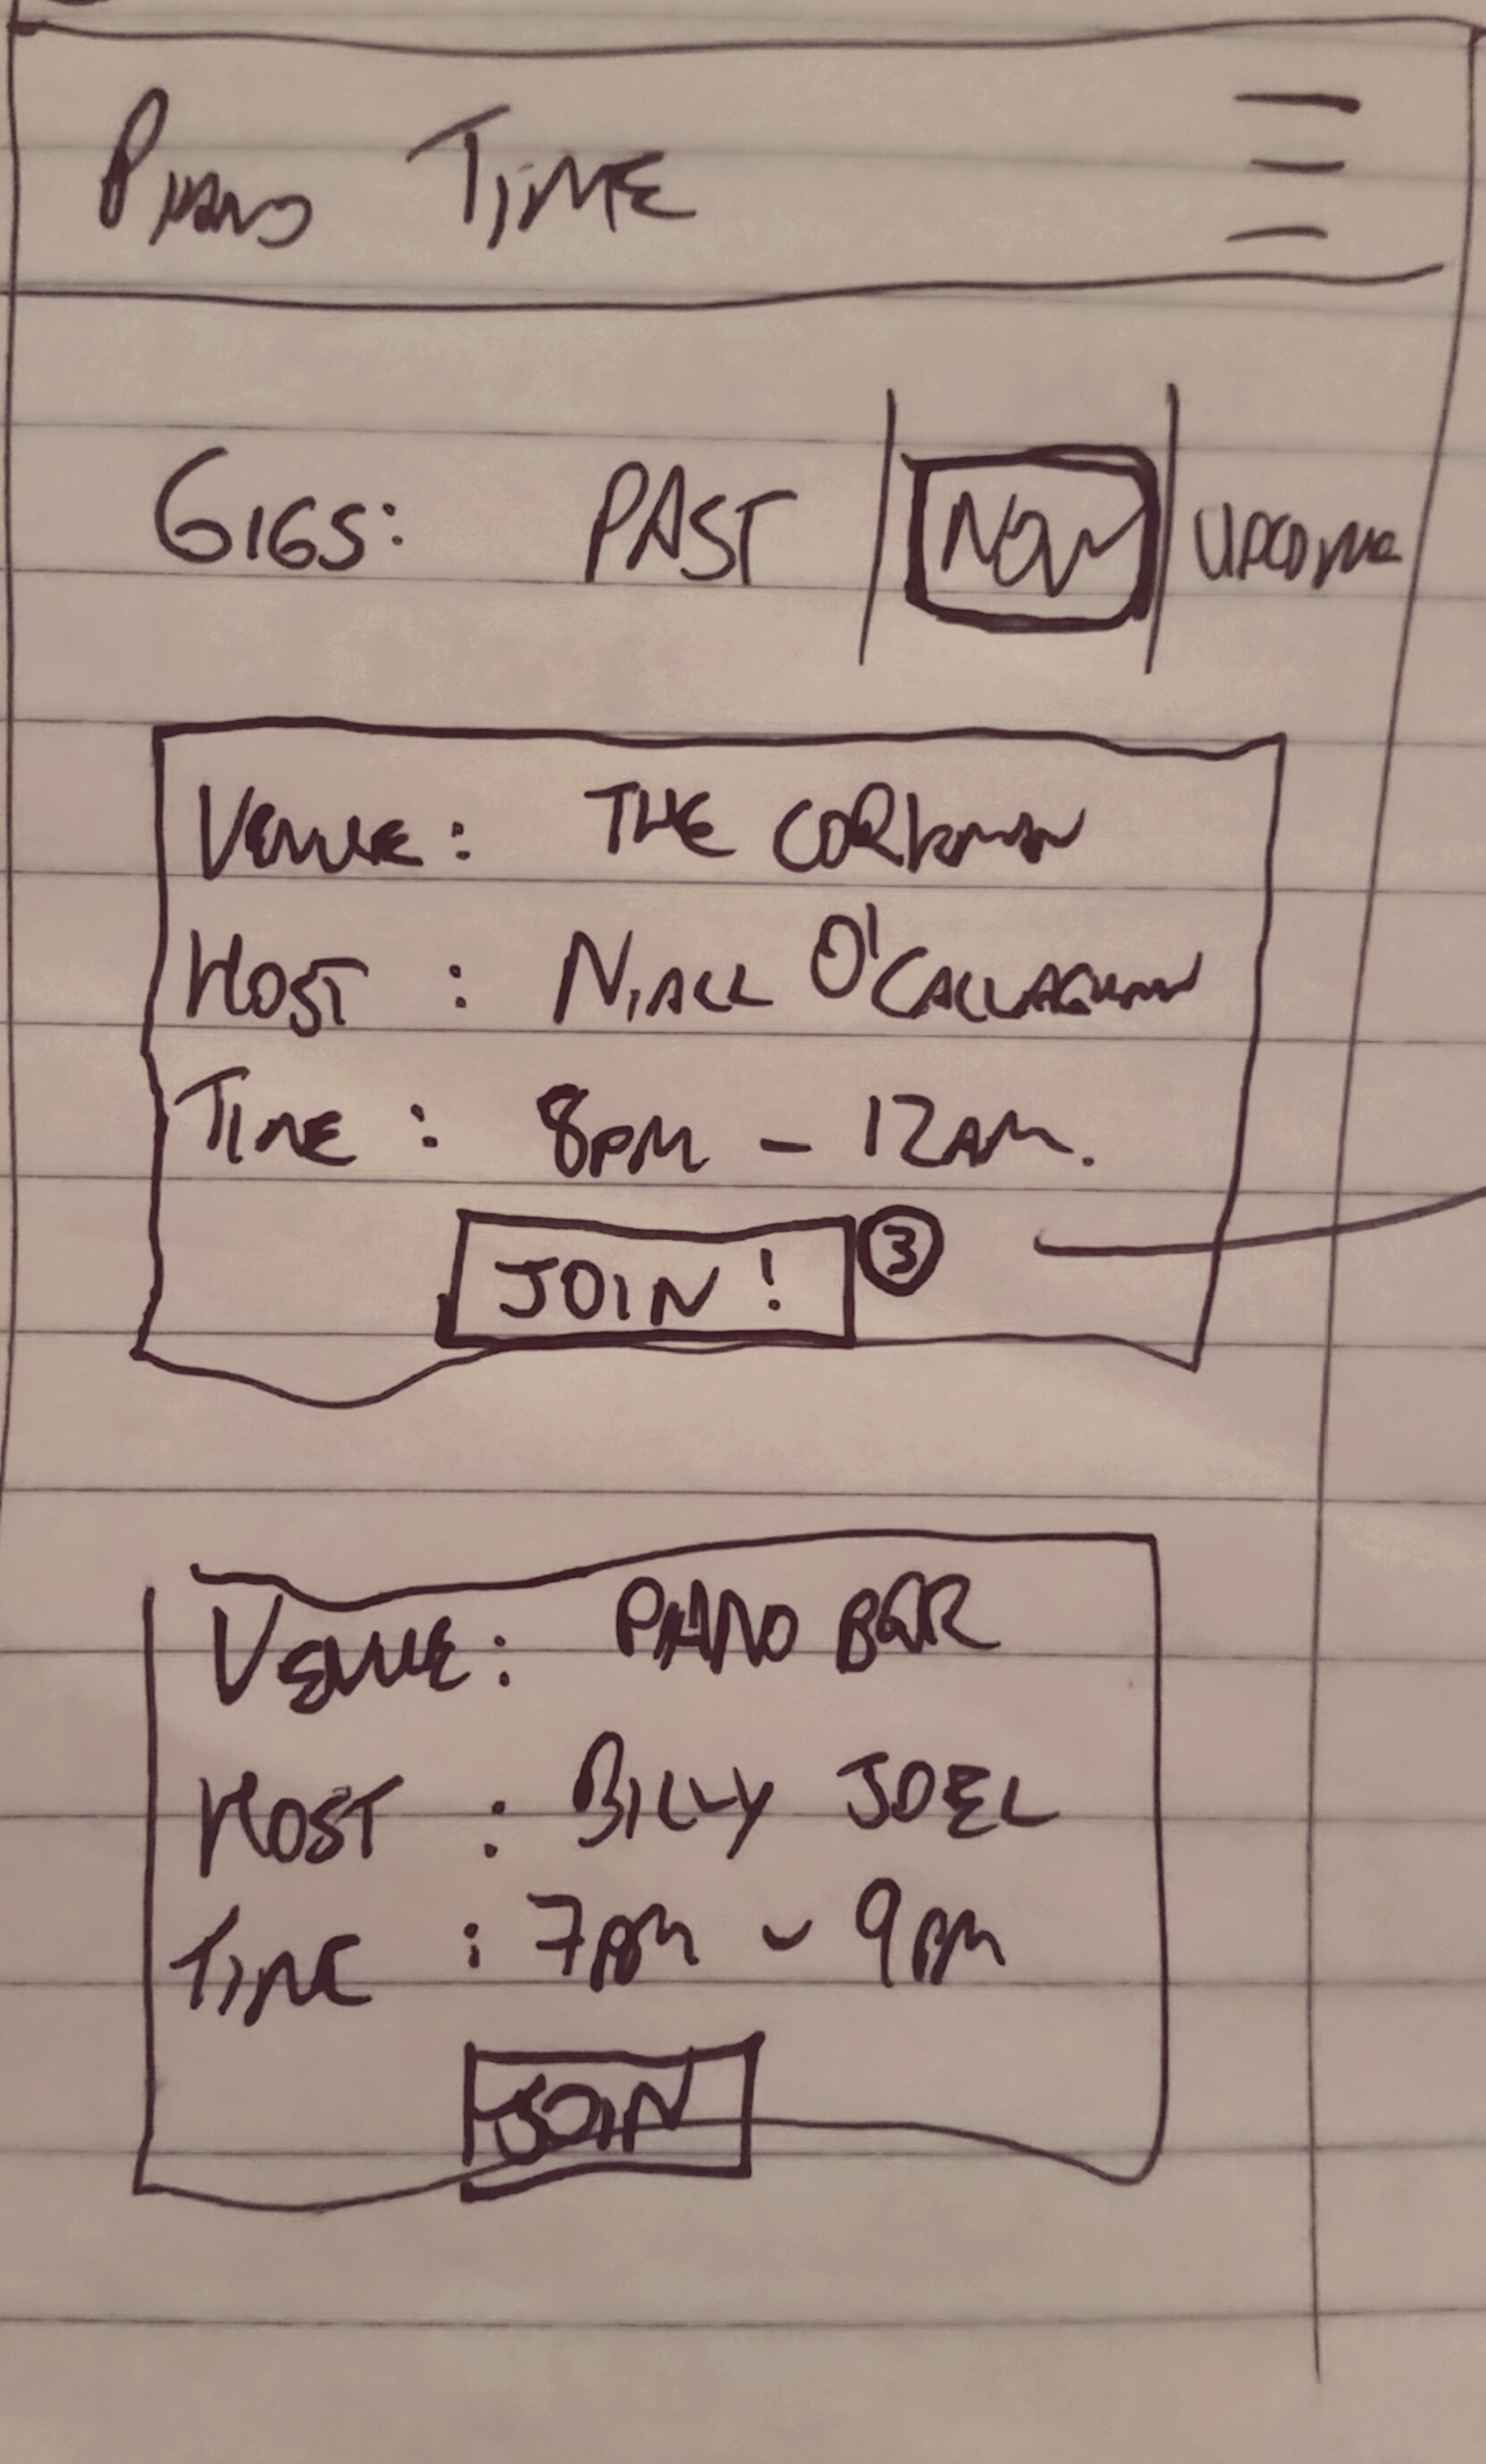 PIANO TIME
GIGS: PAST NOW UPCOMING
VENUE: THE CORKMAN
HOST : NIALL O'CALLAGHAN
TIME : 8PM - 12AM.
JOIN! 3
VENUE: PIANO BAR
HOST : BILLY JOEL
TIME : 7PM - 9PM
JOIN